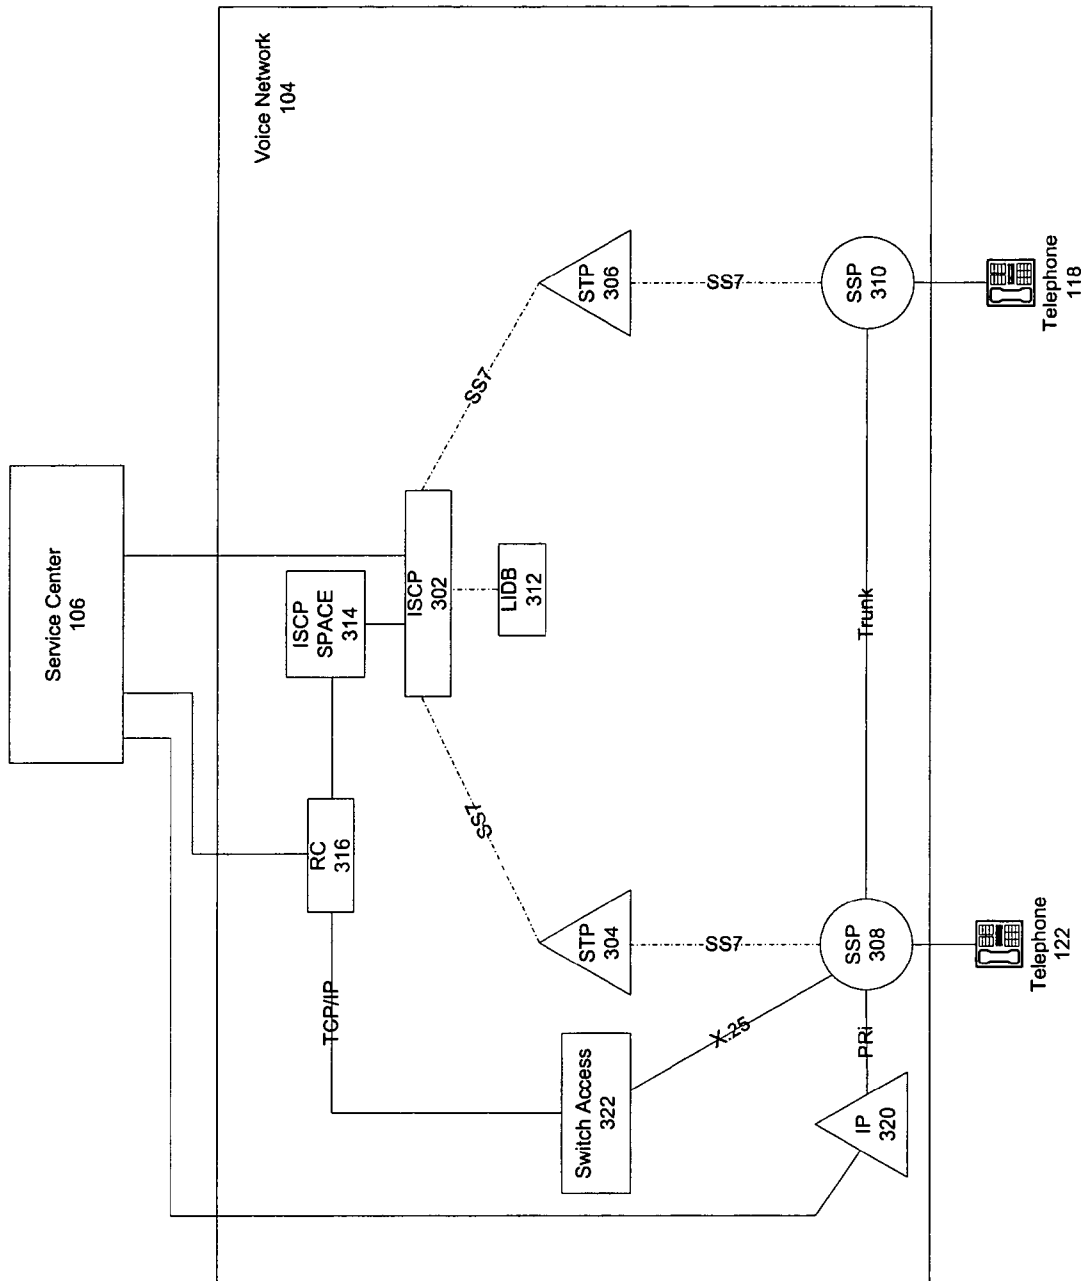 Service Center
106
Voice Network
104
ISCP
SPACE
314
RC
316
ISCP
302
LIDB
312
SS7
SS7
TCP/IP
STP
304
STP
306
Switch Access
322
SS7
SS7
X.25
IP
320
PRi
SSP
308
Trunk
SSP
310
Telephone
122
Telephone
118